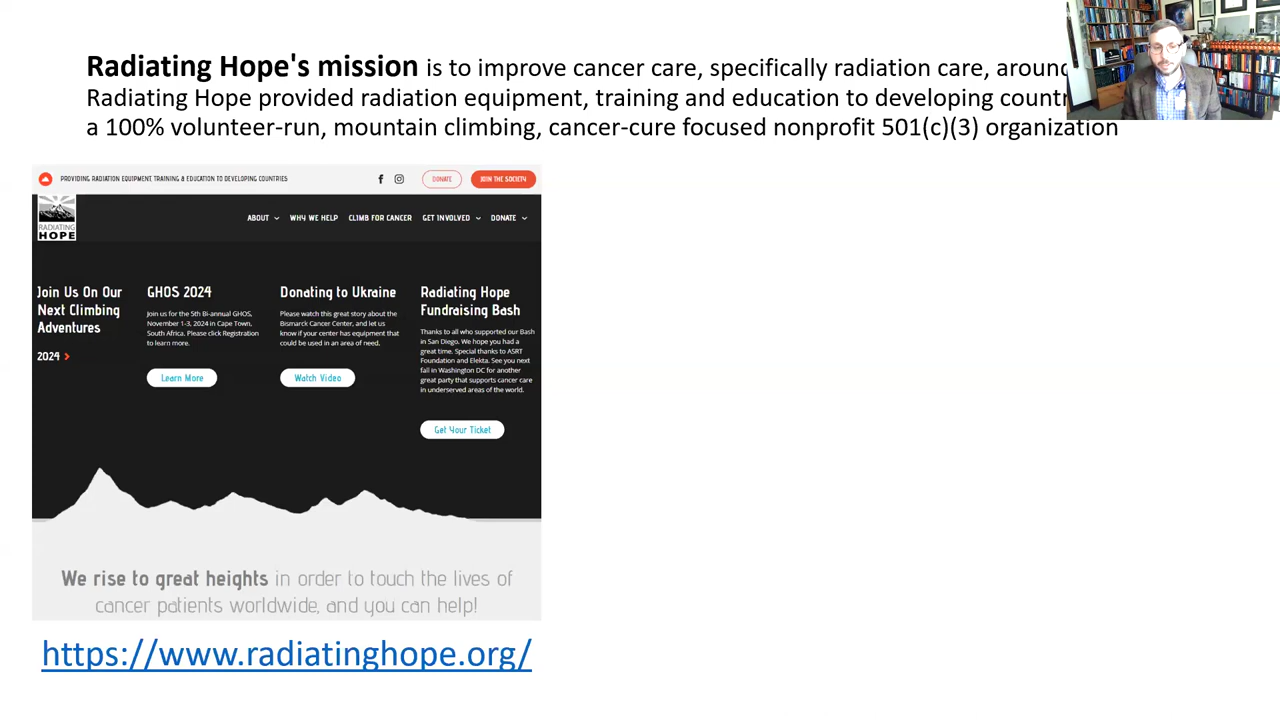 Radiating Hope's mission is to improve cancer care, specifically radiation care, around
Radiating Hope provided radiation equipment, training and education to developing
a 100% volunteer-run, mountain climbing, cancer-cure focused nonprofit 501(c)(3) organization
PROVIDING RADIATION EQUIPMENT, TRAINING & EDUCATION TO DEVELOPING COUNTRIES
DONATE
JOIN THE SOCIETY
RADIATING
HOPE
ABOUT
WHY WE HELP
CLIMB FOR CANCER
GET INVOLVED
DONATE
Join Us On Our
Next Climbing
Adventures
2024
GHOS 2024
Join us for the 5th Bi-annual GHOS,
November 1-3, 2024 in Cape Town,
South Africa. Please click Registration
to learn more.
Learn More
Donating to Ukraine
Please watch this great story about the
Bismarck Cancer Center, and let us
know if your center has equipment that
could be used in an area of need.
Watch Video
Radiating Hope
Fundraising Bash
Thanks to all who supported our Bash
in San Diego. We hope you had a
great time. Special thanks to ASRT
Foundation and Elekta. See you next
fall in Washington DC for another
great party that supports cancer care
in underserved areas of the world.
Get Your Ticket
We rise to great heights in order to touch the lives of
cancer patients worldwide, and you can help!
https://www.radiatinghope.org/